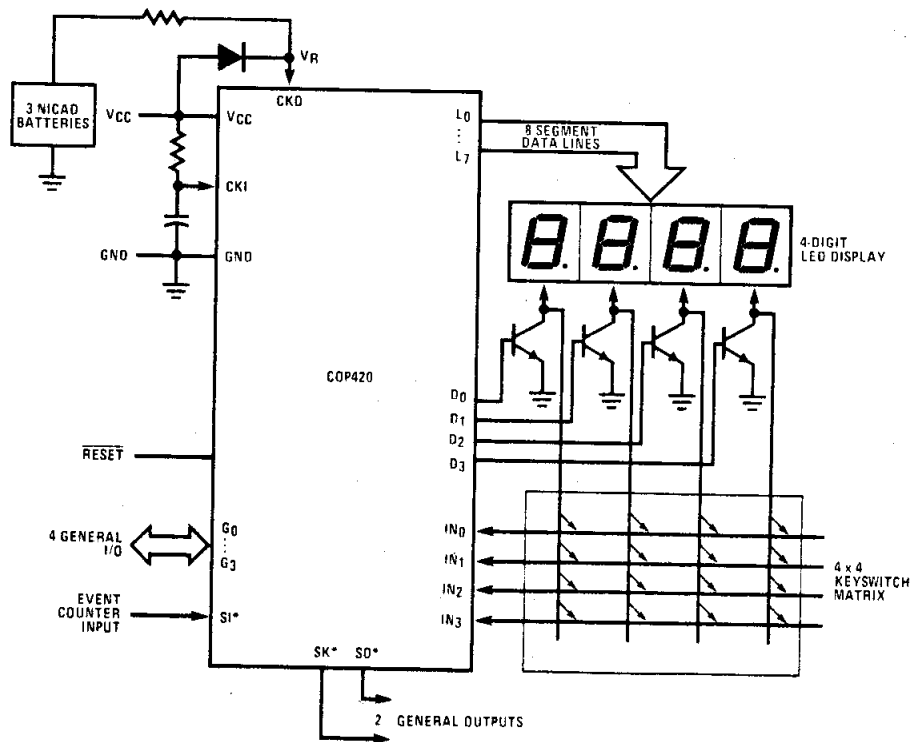 VR
3 NICAD
BATTERIES
CKO
VCC
VCC
L0
L7
8 SEGMENT
DATA LINES
CKI
GND
GND
4-DIGIT
LED DISPLAY
COP420
D0
D1
D2
D3
RESET
4 GENERAL
I/O
G0
G3
IN0
IN1
IN2
IN3
4 x 4
KEYSWITCH
MATRIX
EVENT
COUNTER
INPUT
SI*
SK*
SO*
2 GENERAL OUTPUTS